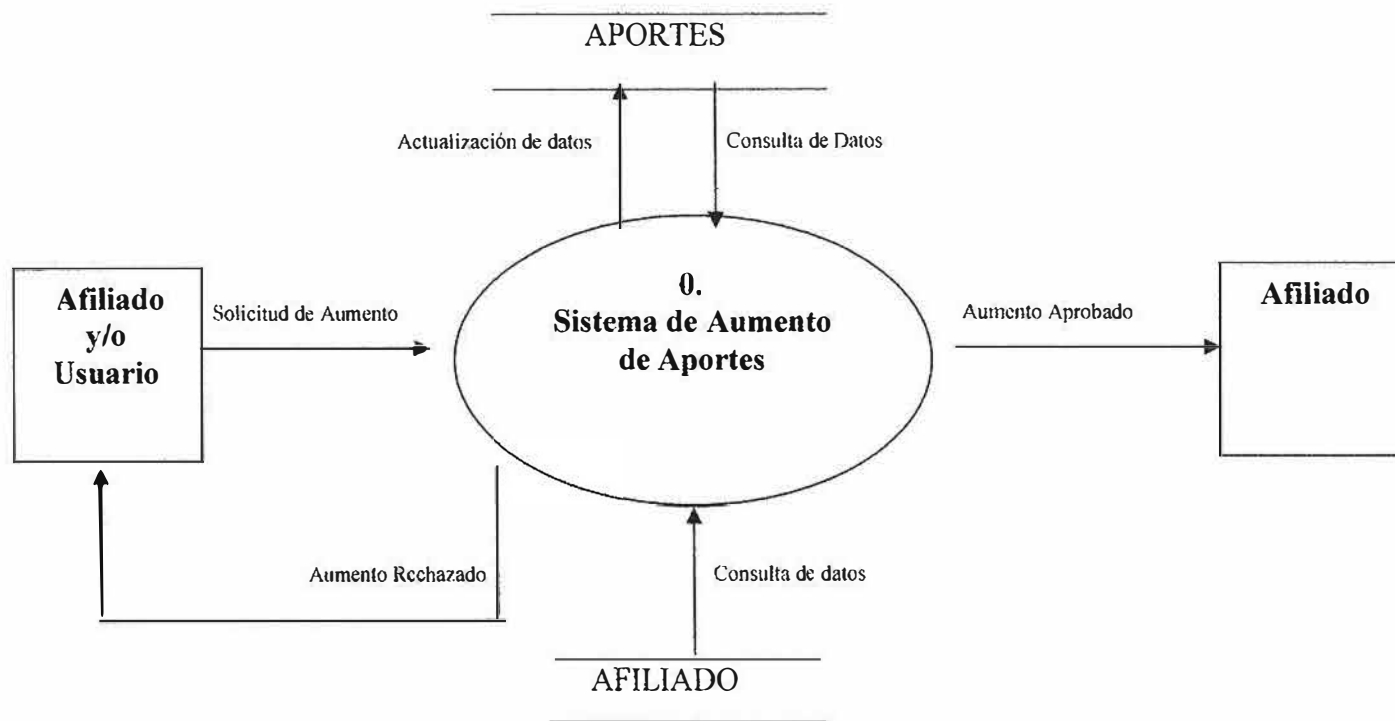 APORTES
Actualización de datos
Consulta de Datos
Afiliado
y/o
Usuario
Solicitud de Aumento
0.
Sistema de Aumento
de Aportes
Aumento Aprobado
Afiliado
Aumento Rechazado
Consulta de datos
AFILIADO